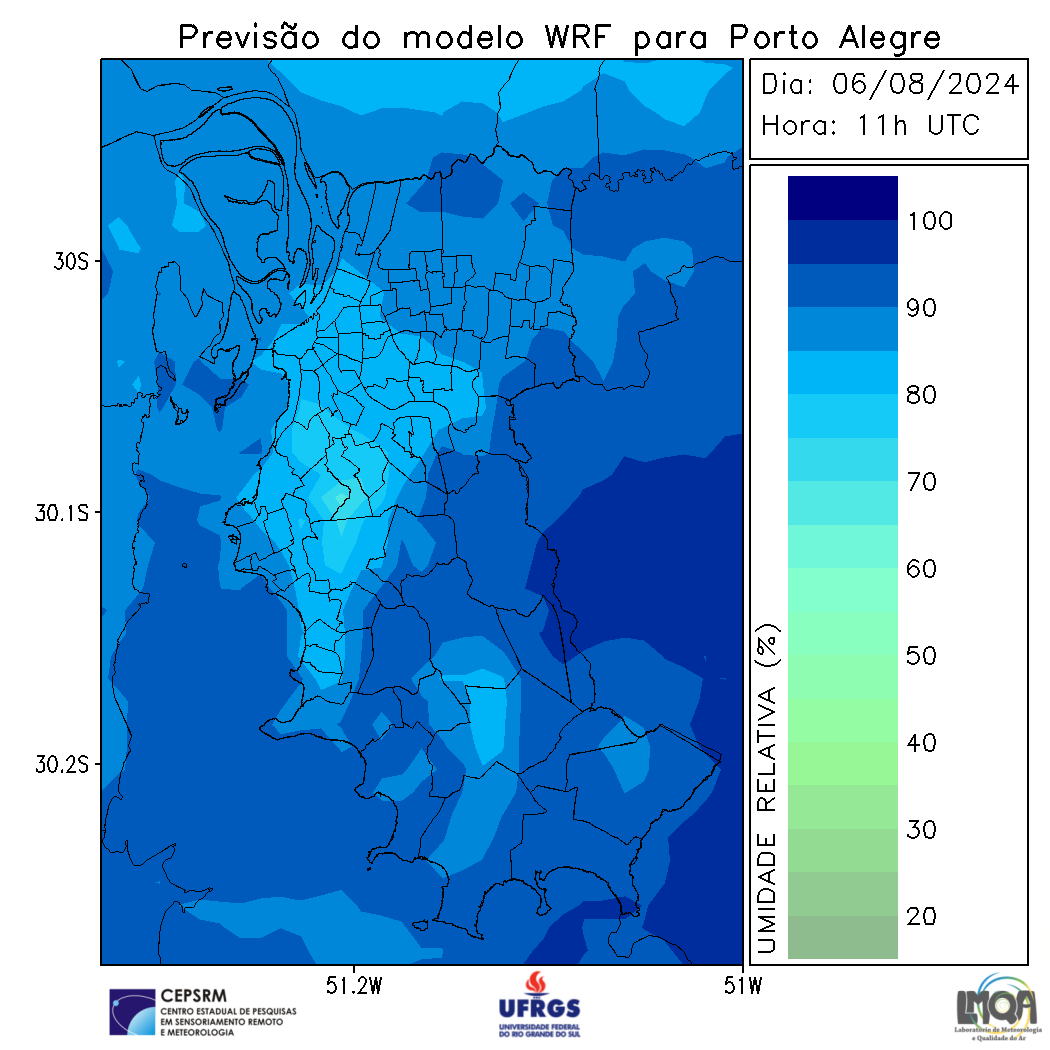 Previsão do modelo WRF para Porto Alegre
Dia: 06/08/2024
Hora: 11h UTC
30S
30.1S
30.2S
51.2W
51W
100
90
80
70
60
50
40
30
20
UMIDADE RELATIVA (%)
CEPSRM
CENTRO ESTADUAL DE PESQUISAS
EM SENSORIAMENTO REMOTO
E METEOROLOGIA
UFRGS
UNIVERSIDADE FEDERAL
DO RIO GRANDE DO SUL
LMQA
Laboratório de Meteorologia
e Qualidade do Ar